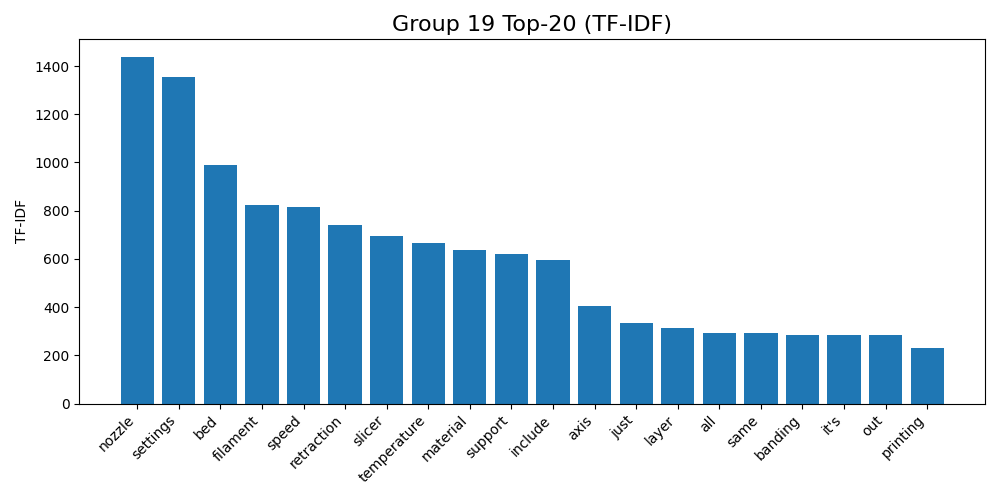 Group 19 Top-20 (TF-IDF)
TF-IDF
1400
1200
1000
800
600
400
200
0
nozzle
settings
bed
filament
speed
retraction
slicer
temperature
material
support
include
axis
just
layer
all
same
banding
it's
out
printing